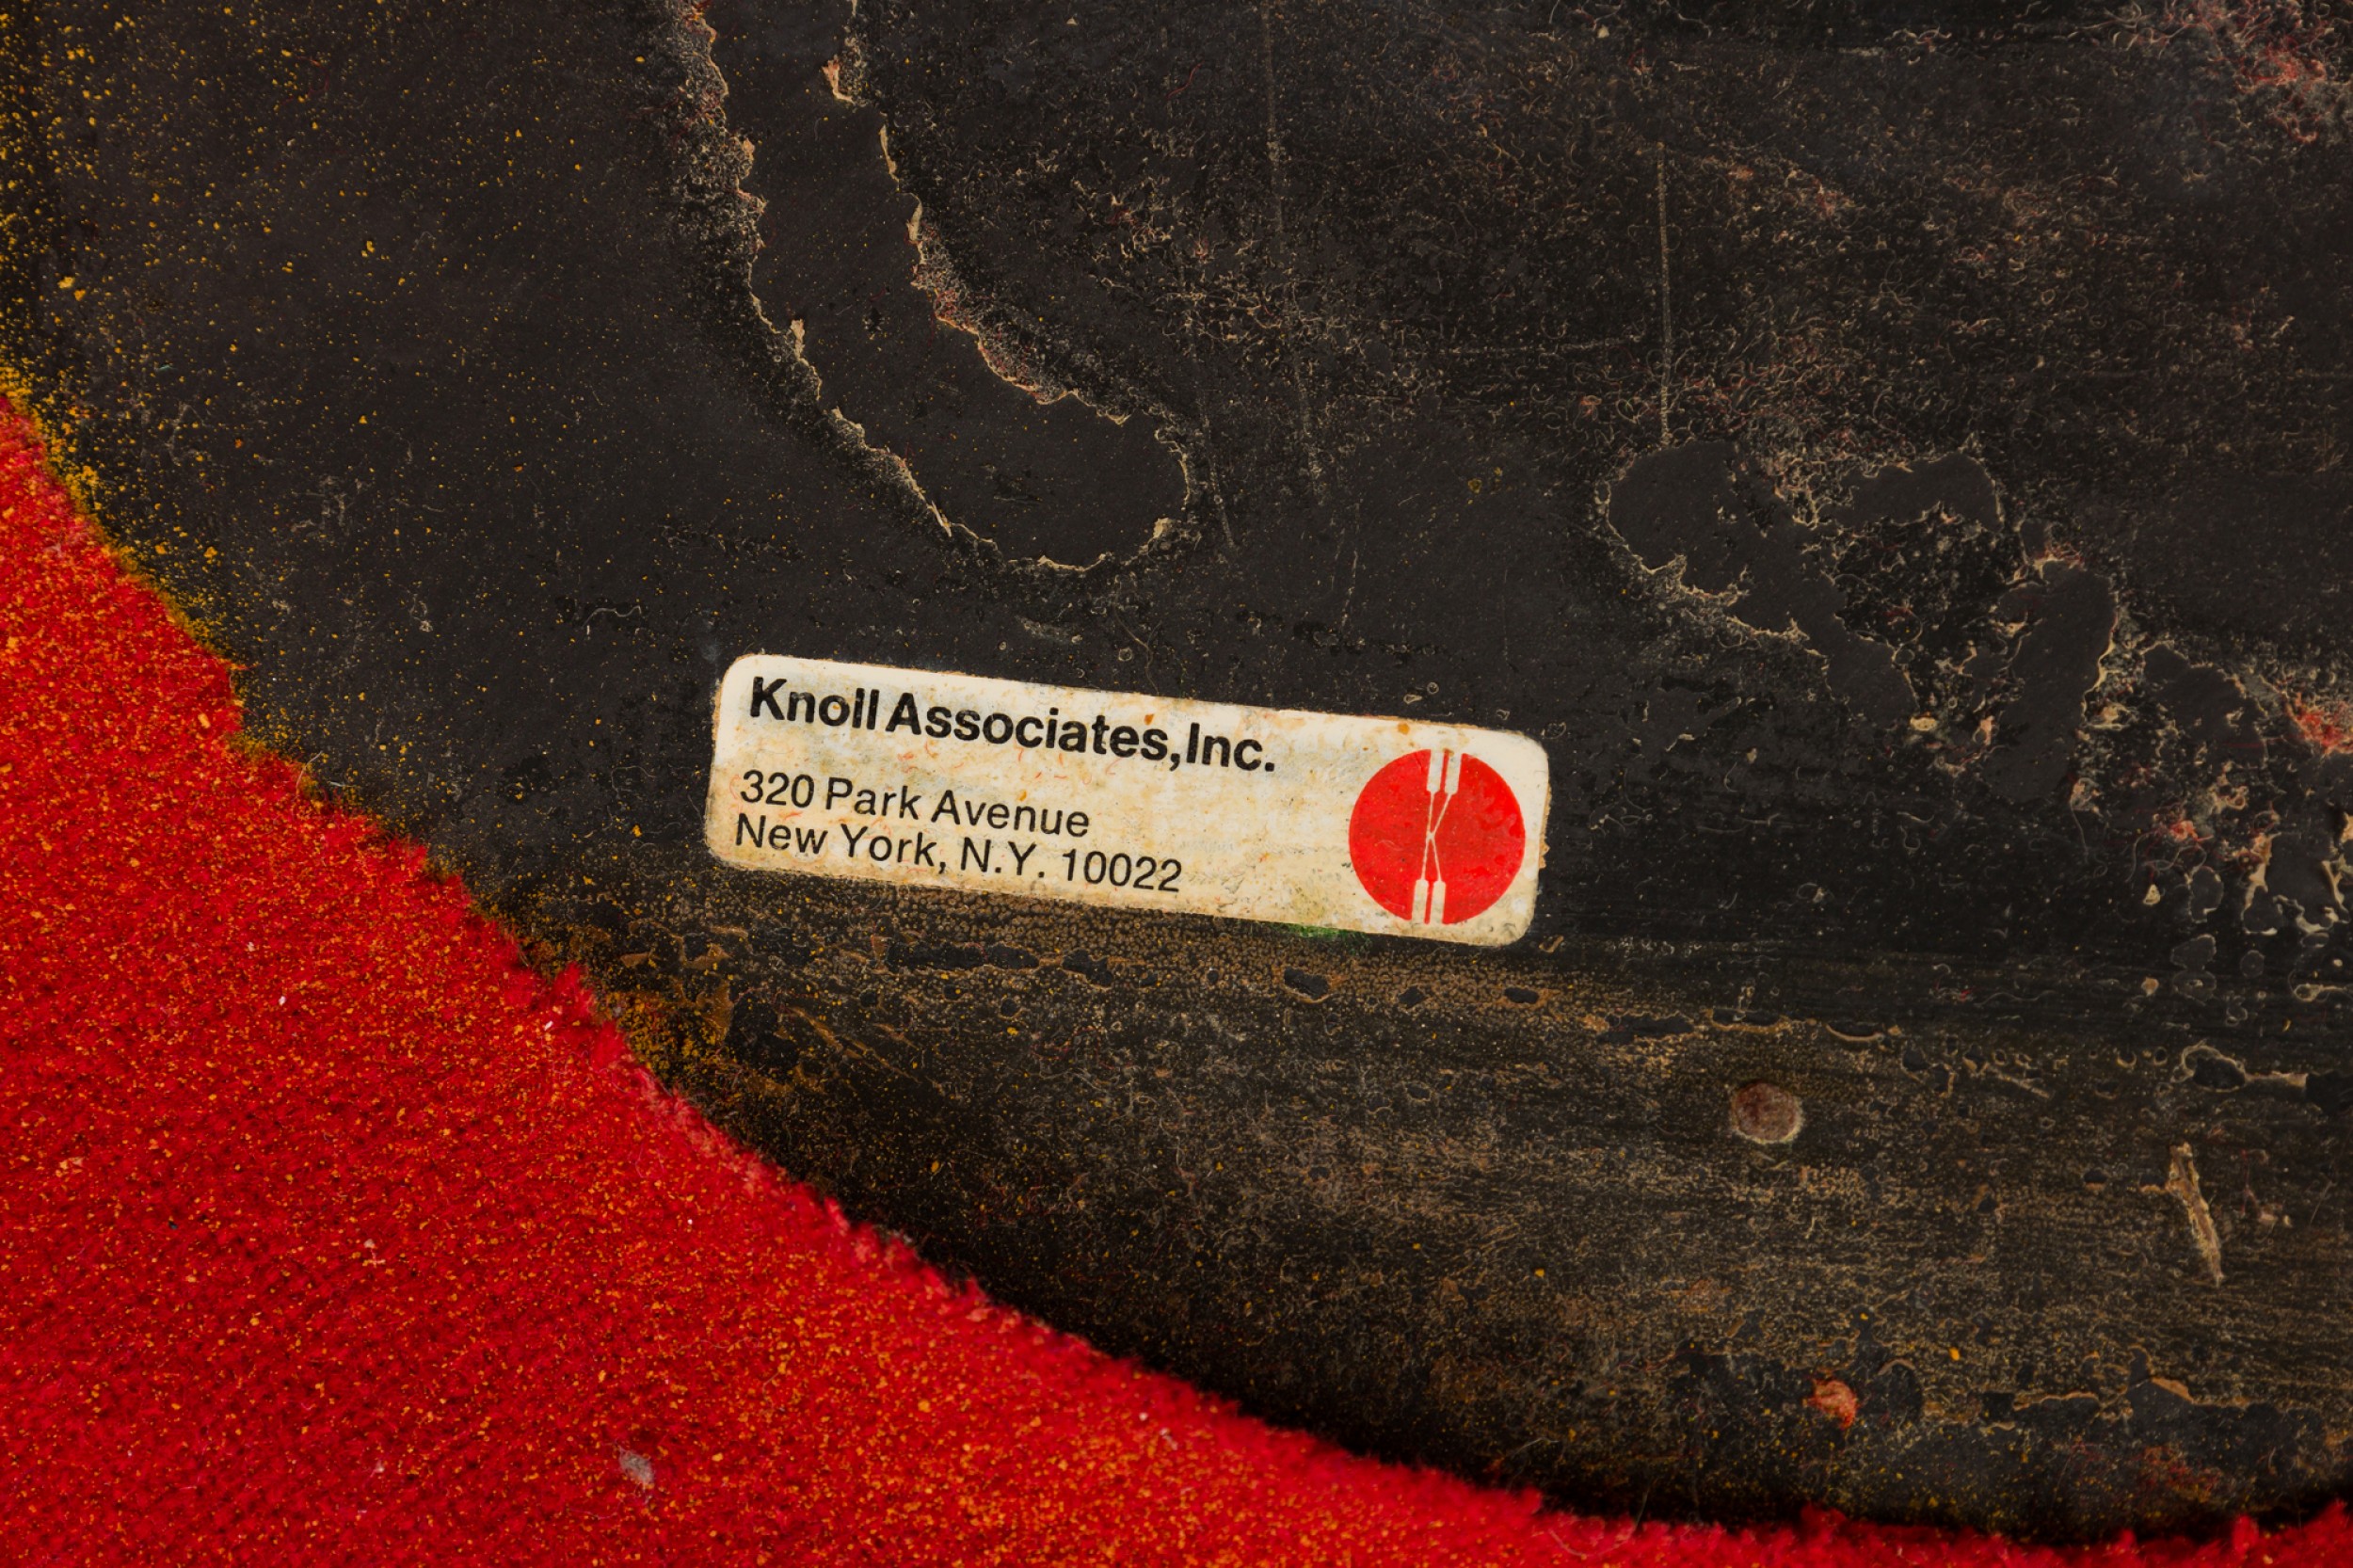 Knoll Associates, Inc.
320 Park Avenue
New York, N.Y. 10022